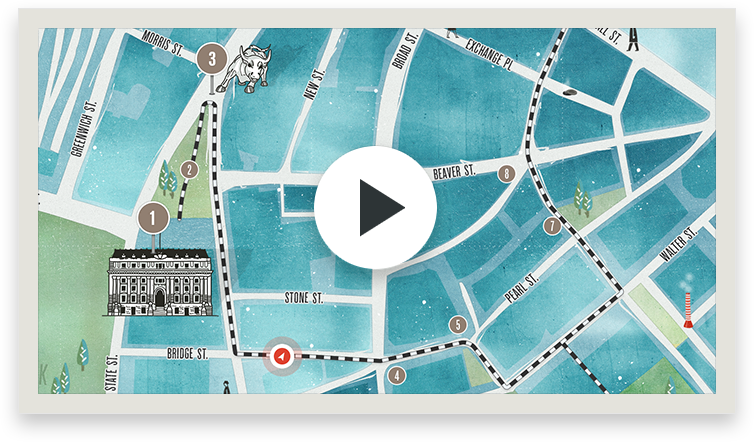 MORRIS ST.
3
BROAD ST.
EXCHANGE PL
LL ST.
NEW ST.
GREENWICH ST.
2
BEAVER ST.
8
1
7
WALTER ST.
PEARL ST.
STONE ST.
5
BRIDGE ST.
STATE ST.
4
K